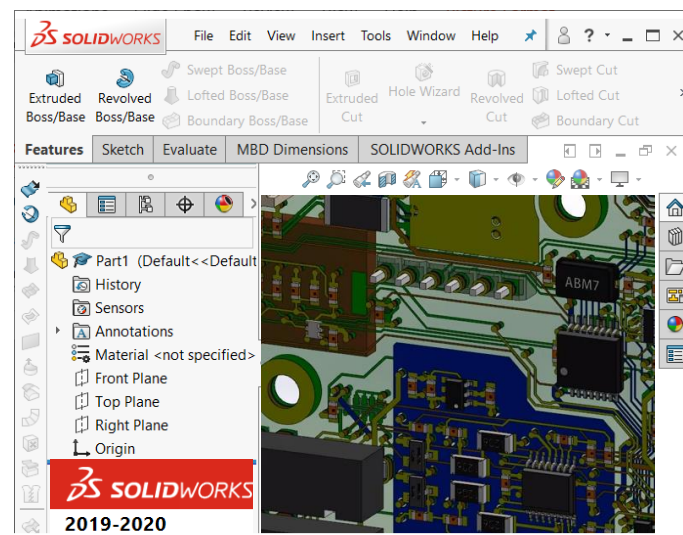 SOLIDWORKS File Edit View Insert Tools Window Help ?
Extruded Boss/Base
Revolved Boss/Base
Swept Boss/Base
Lofted Boss/Base
Boundary Boss/Base
Extruded Cut
Hole Wizard
Revolved Cut
Swept Cut
Lofted Cut
Boundary Cut
Features Sketch Evaluate MBD Dimensions SOLIDWORKS Add-Ins
Part1 (Default<<Default
History
Sensors
Annotations
Material <not specified>
Front Plane
Top Plane
Right Plane
Origin
ABM7
SOLIDWORKS
2019-2020